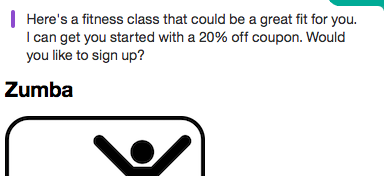 Here's a fitness class that could be a great fit for you.
I can get you started with a 20% off coupon. Would
you like to sign up?
Zumba